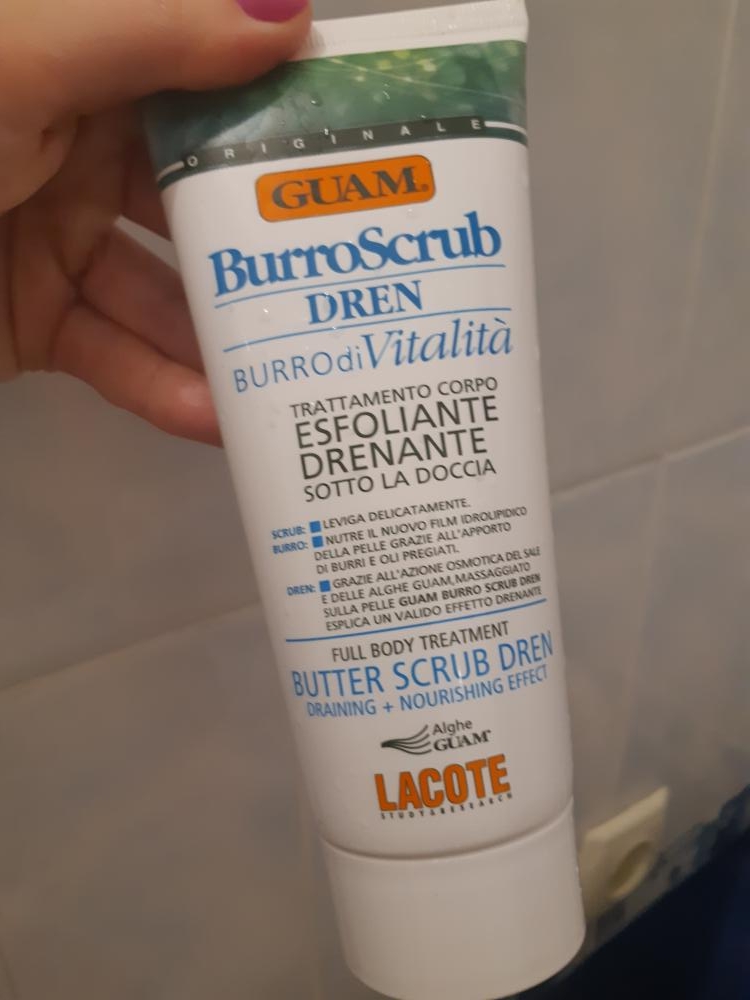 ORIGINALE
GUAM®
BurroScrub
DREN
BURROdiVitalità
TRATTAMENTO CORPO
ESFOLIANTE
DRENANTE
SOTTO LA DOCCIA
SCRUB: LEVIGA DELICATAMENTE.
BURRO: NUTRE IL NUOVO FILM IDROLIPIDICO
DELLA PELLE GRAZIE ALL'APPORTO
DI BURRI E OLI PREGIATI.
DREN: GRAZIE ALL'AZIONE OSMOTICA DEL SALE
E DELLE ALGHE GUAM, MASSAGGIATO
SULLA PELLE GUAM BURRO SCRUB DREN
ESPLICA UN VALIDO EFFETTO DRENANTE
FULL BODY TREATMENT
BUTTER SCRUB DREN
DRAINING + NOURISHING EFFECT
Alghe
GUAM®
LACOTE
STUDY&RESEARCH